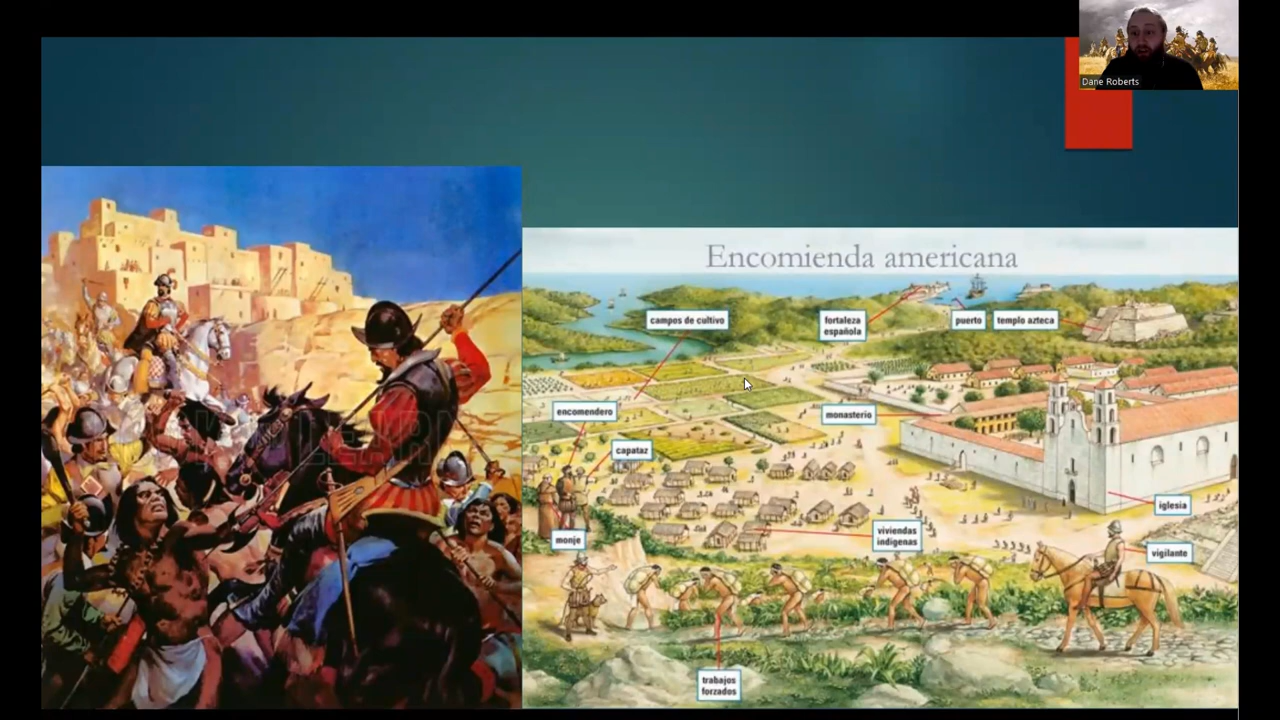 Dane Roberts
Encomienda americana
campos de cultivo
fortaleza
española
puerto
templo azteca
encomendero
monasterio
capataz
iglesia
monje
viviendas
indígenas
vigilante
trabajos
forzados